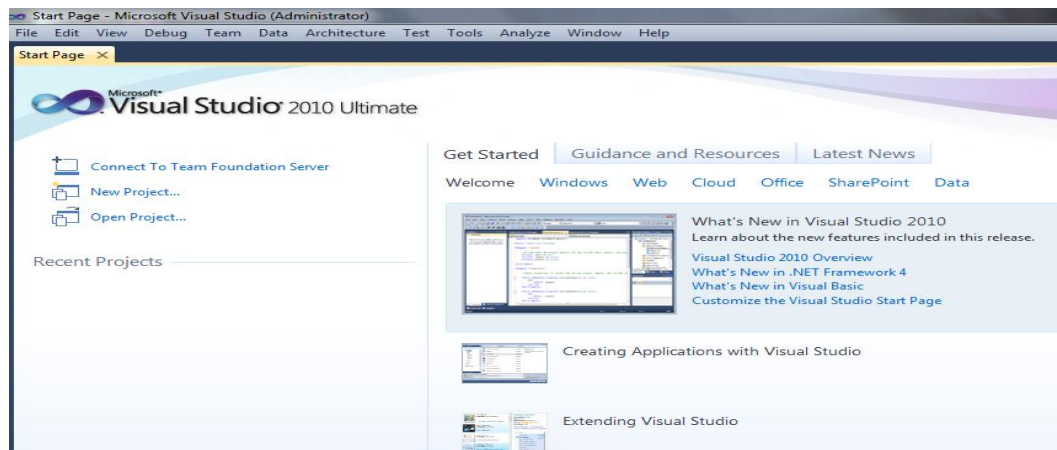 Start Page - Microsoft Visual Studio (Administrator)
File Edit View Debug Team Data Architecture Test Tools Analyze Window Help
Start Page
Microsoft
Visual Studio 2010 Ultimate
Connect To Team Foundation Server
New Project...
Open Project...
Recent Projects
Get Started Guidance and Resources Latest News
Welcome Windows Web Cloud Office SharePoint Data
What's New in Visual Studio 2010
Learn about the new features included in this release.
Visual Studio 2010 Overview
What's New in .NET Framework 4
What's New in Visual Basic
Customize the Visual Studio Start Page
Creating Applications with Visual Studio
Extending Visual Studio